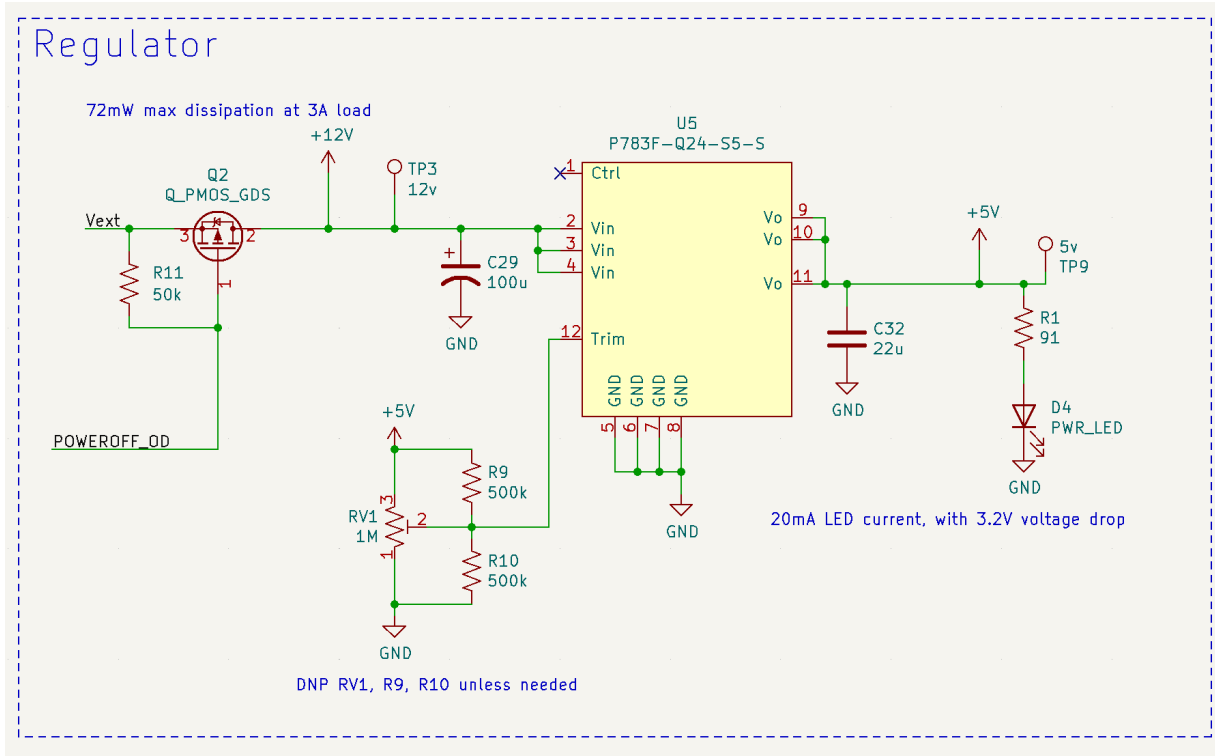 Regulator
72mW max dissipation at 3A load
+12V
TP3
12v
Q2
Q_PMOS_GDS
Vext
3
2
1
R11
50k
POWEROFF_OD
+
C29
100u
GND
U5
P783F-Q24-S5-S
1
Ctrl
2
Vin
3
Vin
4
Vin
12
Trim
Vo
9
Vo
10
Vo
11
GND
GND
GND
GND
5
6
7
8
GND
+5V
5v
TP9
R1
91
C32
22u
GND
D4
PWR_LED
GND
20mA LED current, with 3.2V voltage drop
+5V
R9
500k
RV1
1M
3
2
1
R10
500k
GND
DNP RV1, R9, R10 unless needed